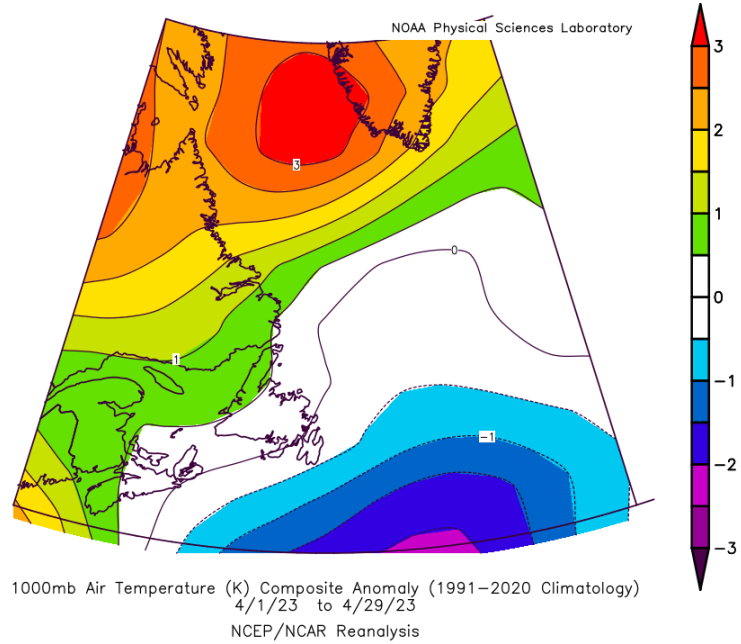 NOAA Physical Sciences Laboratory
3
2
1
0
−1
−2
−3
3
0
1
−1
1000mb Air Temperature (K) Composite Anomaly (1991−2020 Climatology)
4/1/23 to 4/29/23
NCEP/NCAR Reanalysis